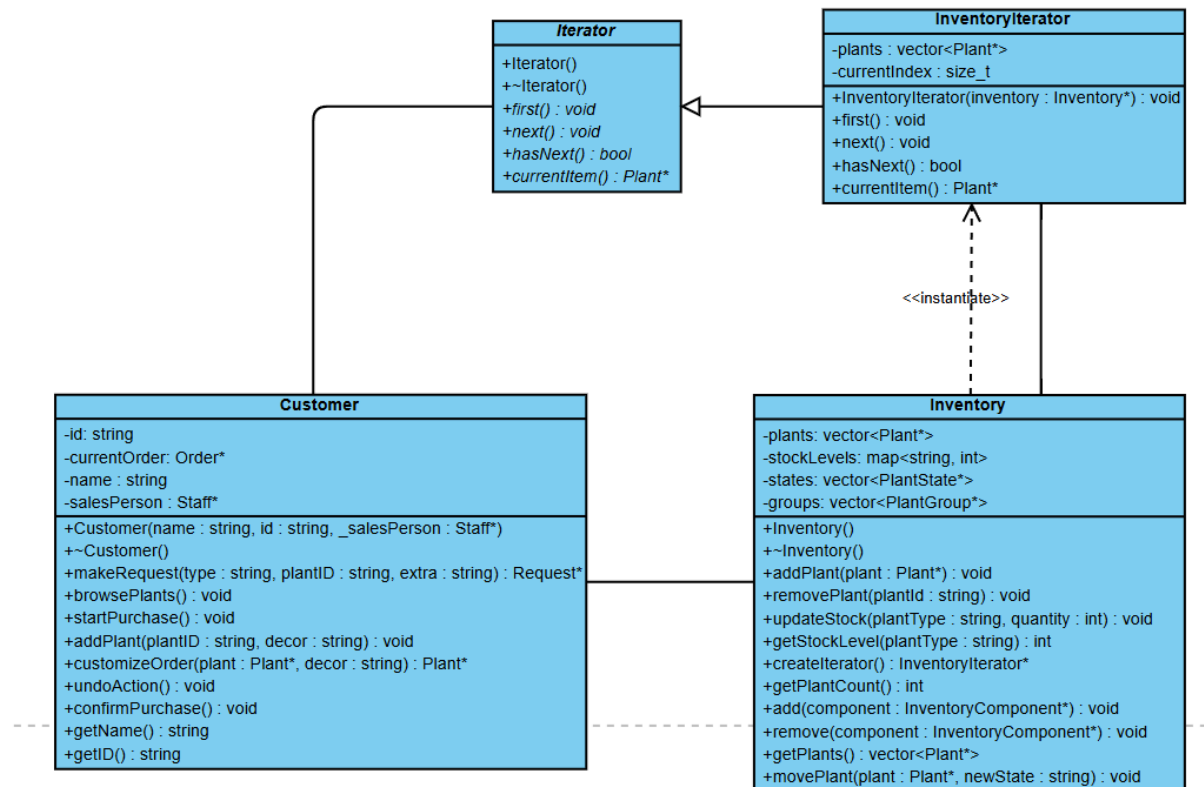 Iterator
+Iterator()
+~Iterator()
+first() : void
+next() : void
+hasNext() : bool
+currentItem() : Plant*
InventoryIterator
-plants : vector<Plant*>
-currentIndex : size_t
+InventoryIterator(inventory : Inventory*) : void
+first() : void
+next() : void
+hasNext() : bool
+currentItem() : Plant*
<<instantiate>>
Customer
-id: string
-currentOrder: Order*
-name : string
-salesPerson : Staff*
+Customer(name : string, id : string, _salesPerson : Staff*)
+~Customer()
+makeRequest(type : string, plantID : string, extra : string) : Request*
+browsePlants() : void
+startPurchase() : void
+addPlant(plantID : string, decor : string) : void
+customizeOrder(plant : Plant*, decor : string) : Plant*
+undoAction() : void
+confirmPurchase() : void
+getName() : string
+getID() : string
Inventory
-plants: vector<Plant*>
-stockLevels: map<string, int>
-states: vector<PlantState*>
-groups: vector<PlantGroup*>
+Inventory()
+~Inventory()
+addPlant(plant : Plant*) : void
+removePlant(plantId : string) : void
+updateStock(plantType : string, quantity : int) : void
+getStockLevel(plantType : string) : int
+createIterator() : InventoryIterator*
+getPlantCount() : int
+add(component : InventoryComponent*) : void
+remove(component : InventoryComponent*) : void
+getPlants() : vector<Plant*>
+movePlant(plant : Plant*, newState : string) : void